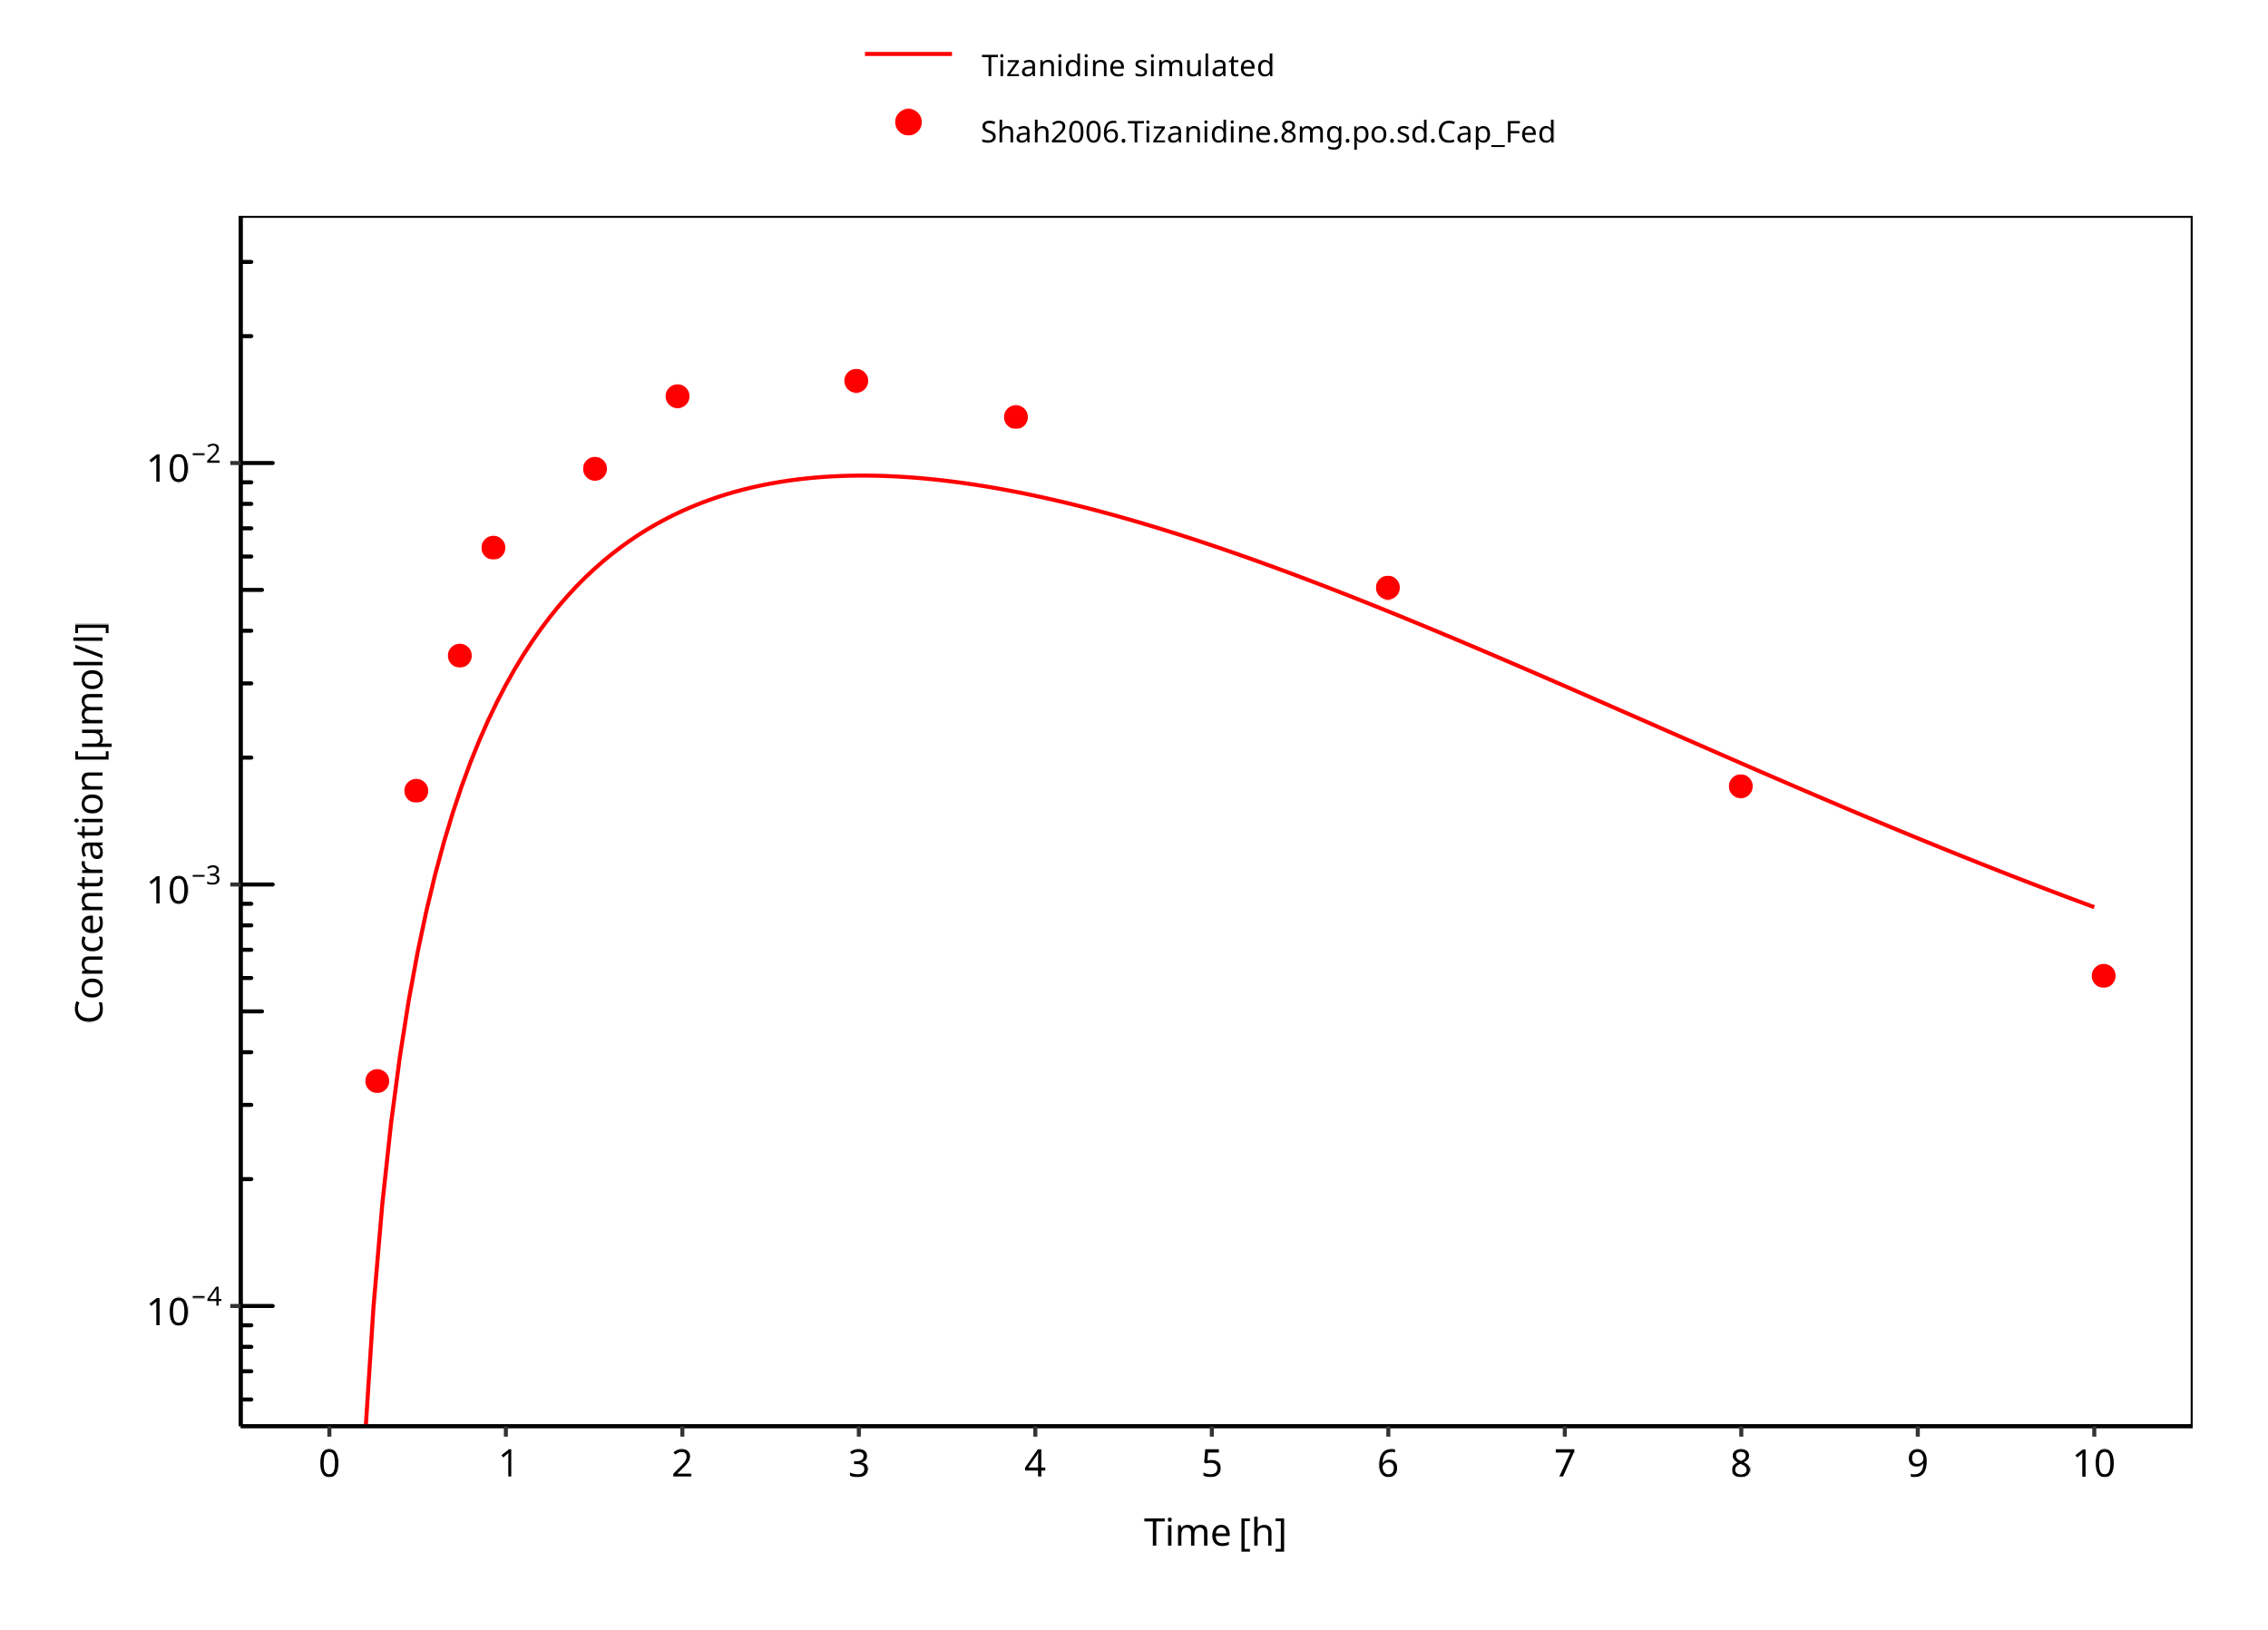 Tizanidine simulated
Shah2006.Tizanidine.8mg.po.sd.Cap_Fed
Concentration [µmol/l]
10⁻²
10⁻³
10⁻⁴
0 1 2 3 4 5 6 7 8 9 10
Time [h]